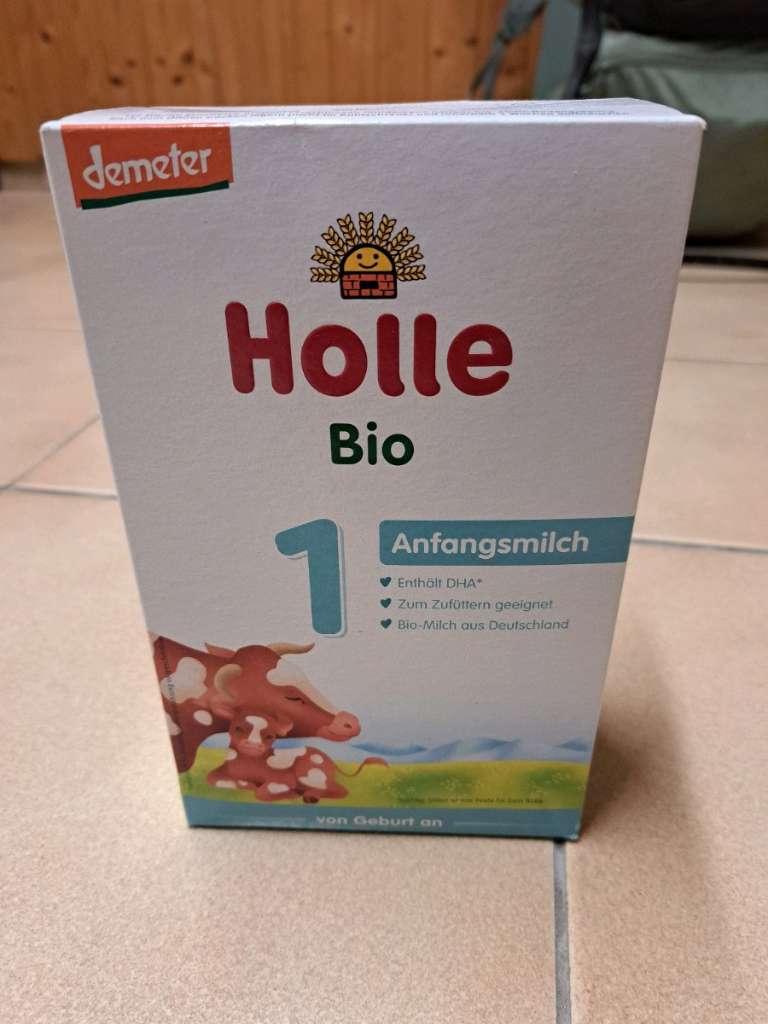 demeter
Holle
Bio
1
Anfangsmilch
Enthält DHA*
Zum Zufüttern geeignet
Bio-Milch aus Deutschland
von Geburt an